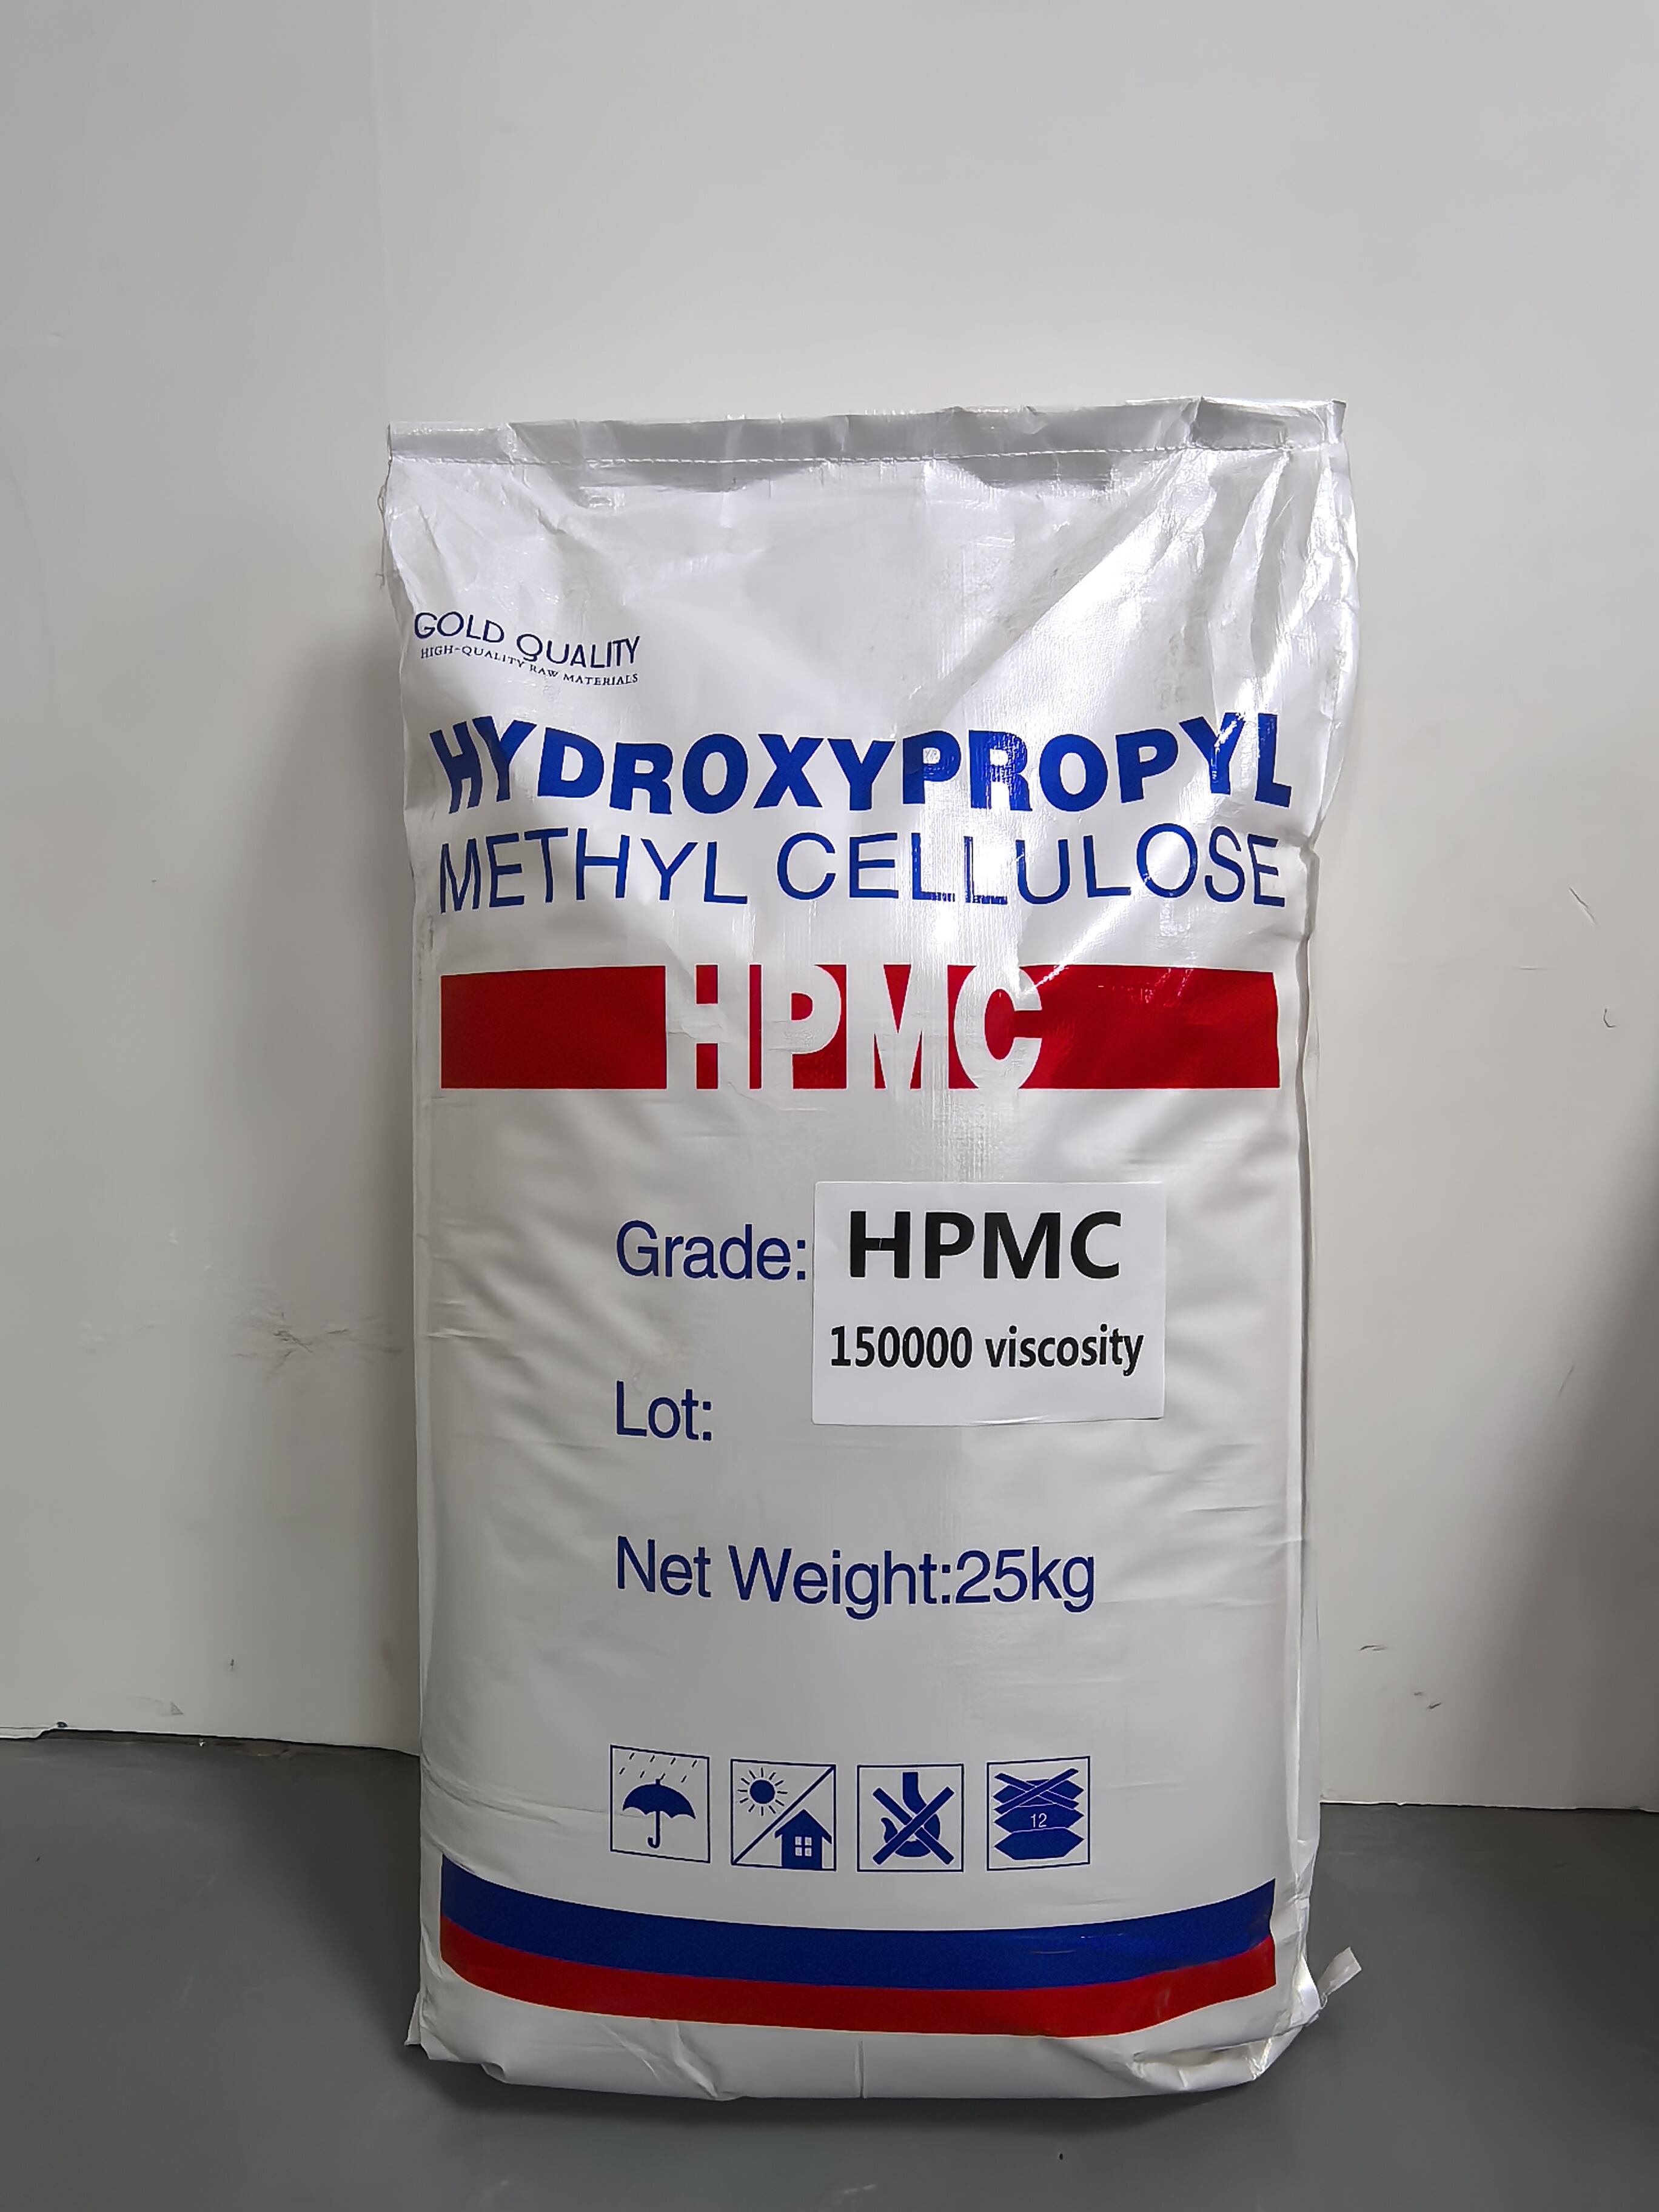 GOLD QUALITY
HIGH-QUALITY RAW MATERIALS
HYDROXYPROPYL
METHYL CELLULOSE
HPMC
Grade: HPMC
150000 viscosity
Lot:
Net Weight:25kg
12